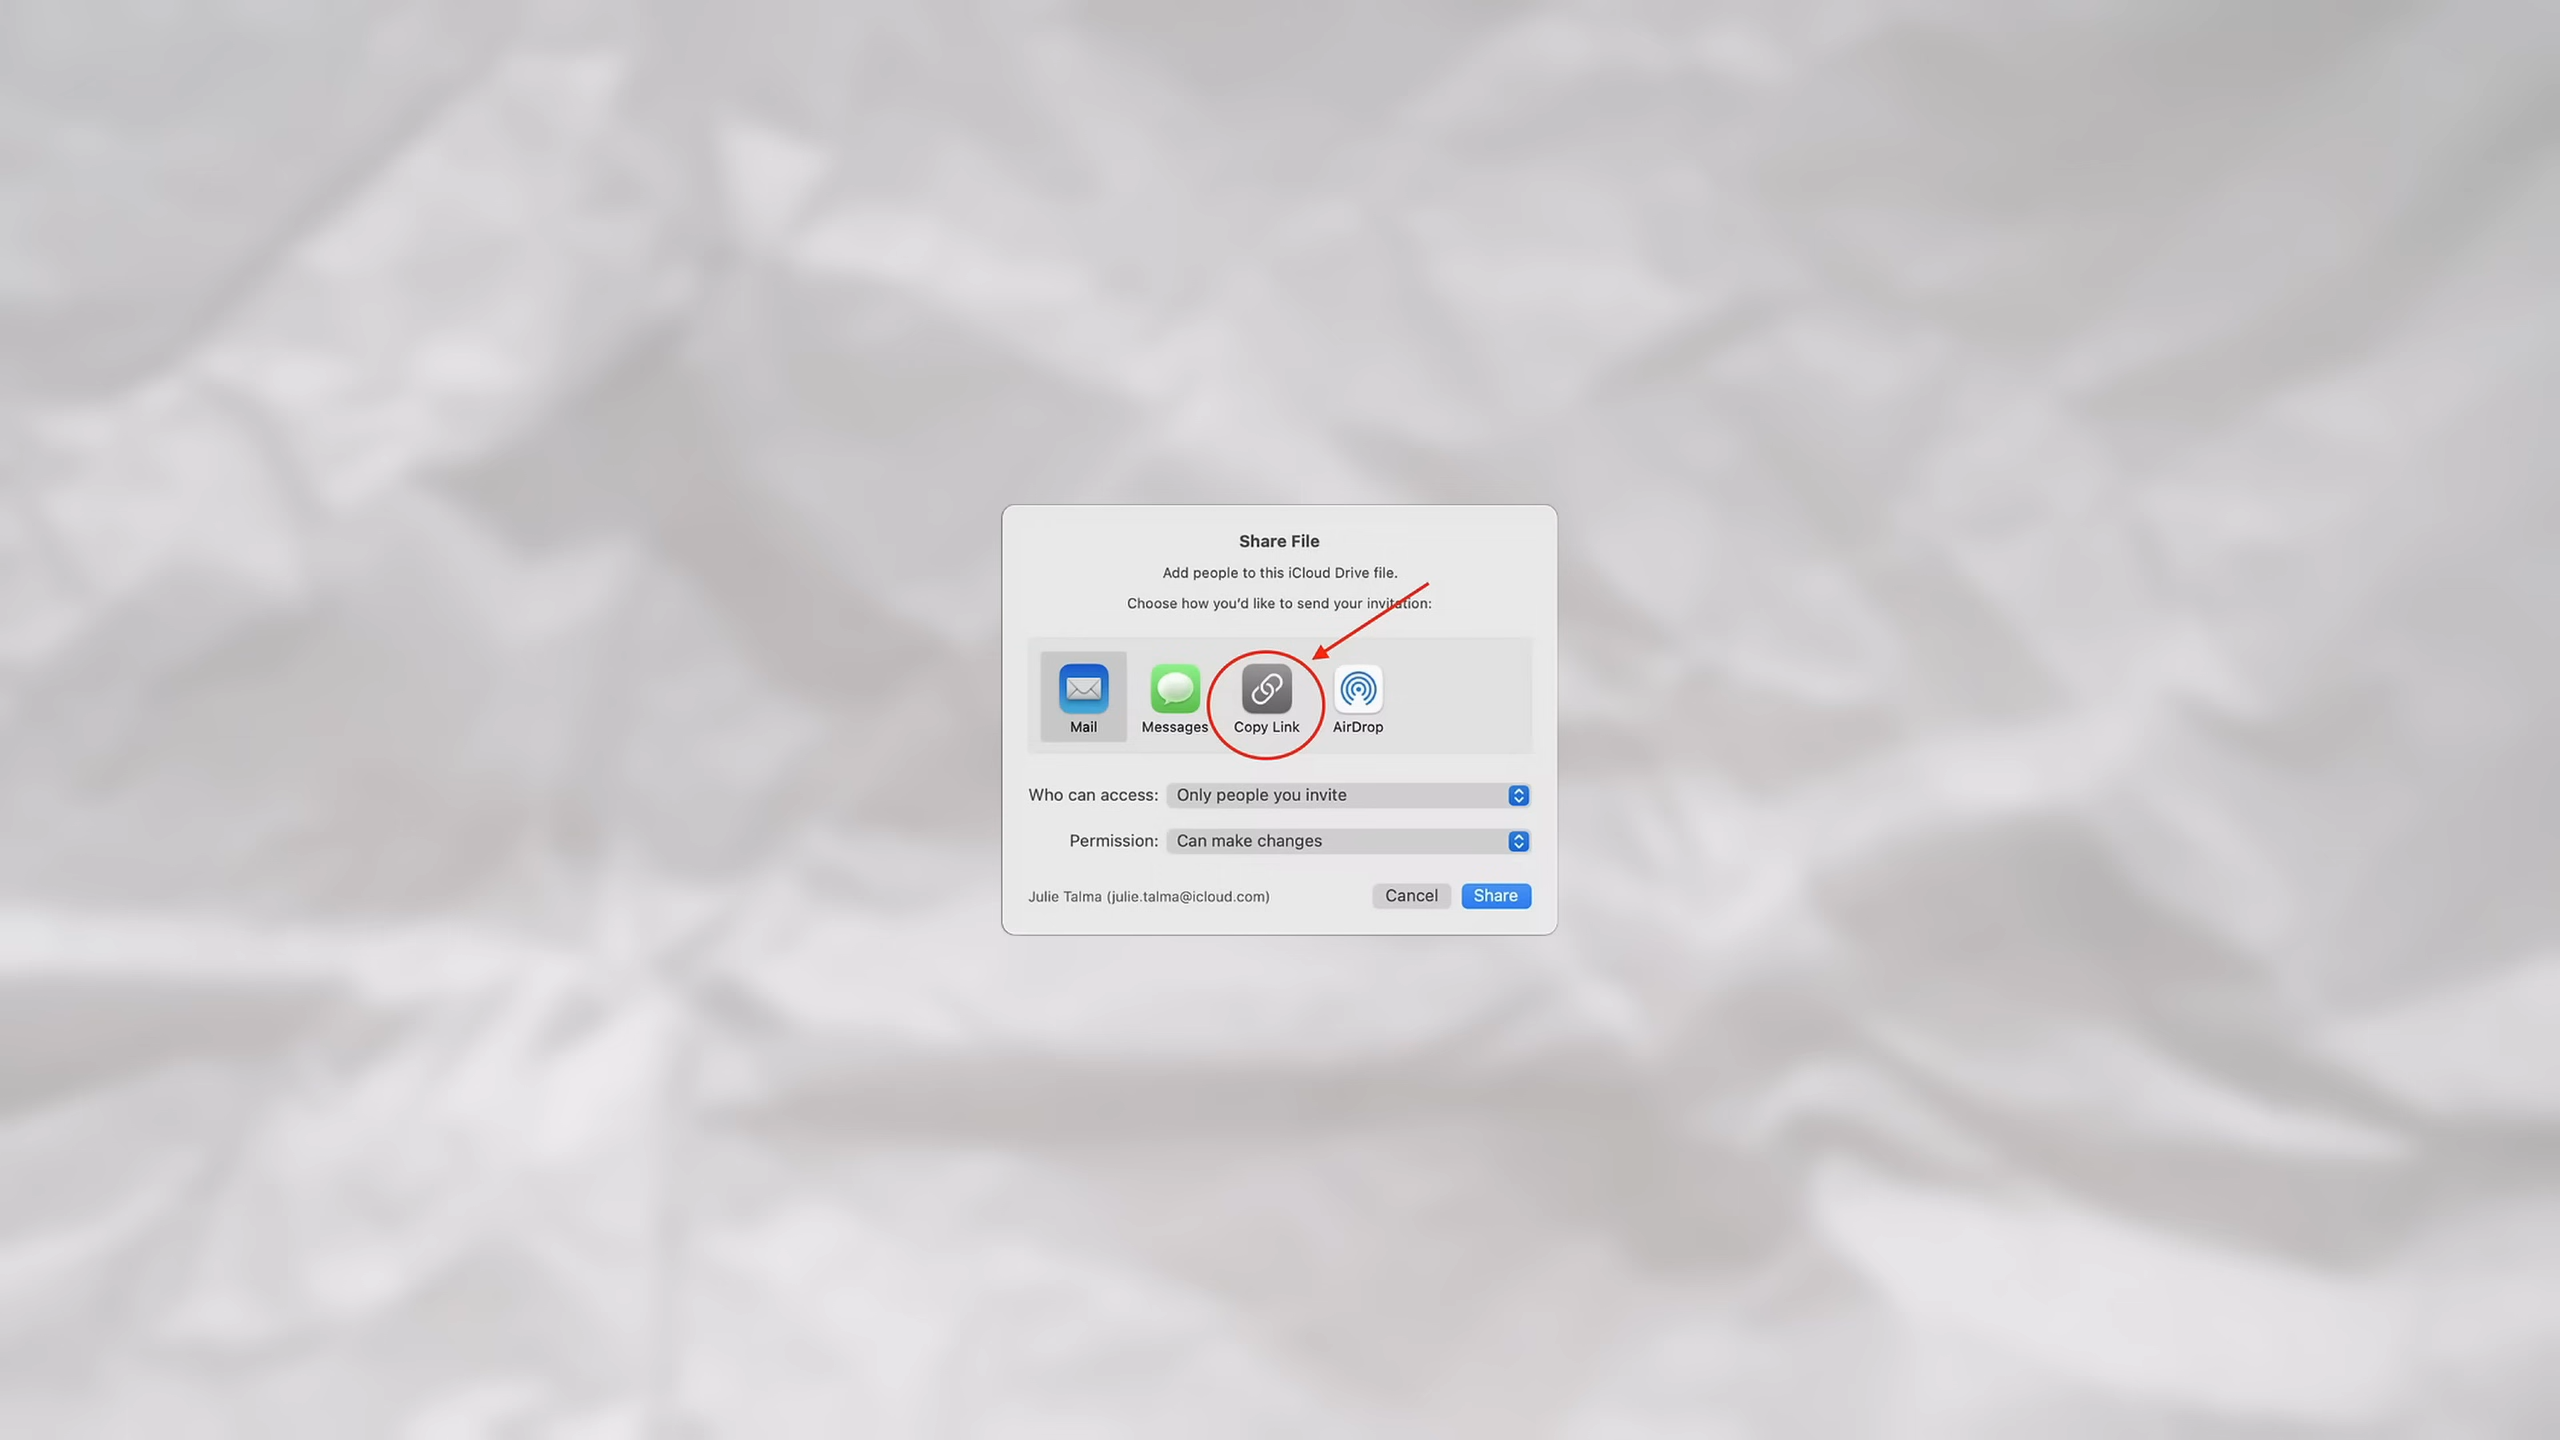 Share File
Add people to this iCloud Drive file.
Choose how you'd like to send your invitation:
Mail
Messages
Copy Link
AirDrop
Who can access: Only people you invite
Permission: Can make changes
Julie Talma (julie.talma@icloud.com)
Cancel
Share